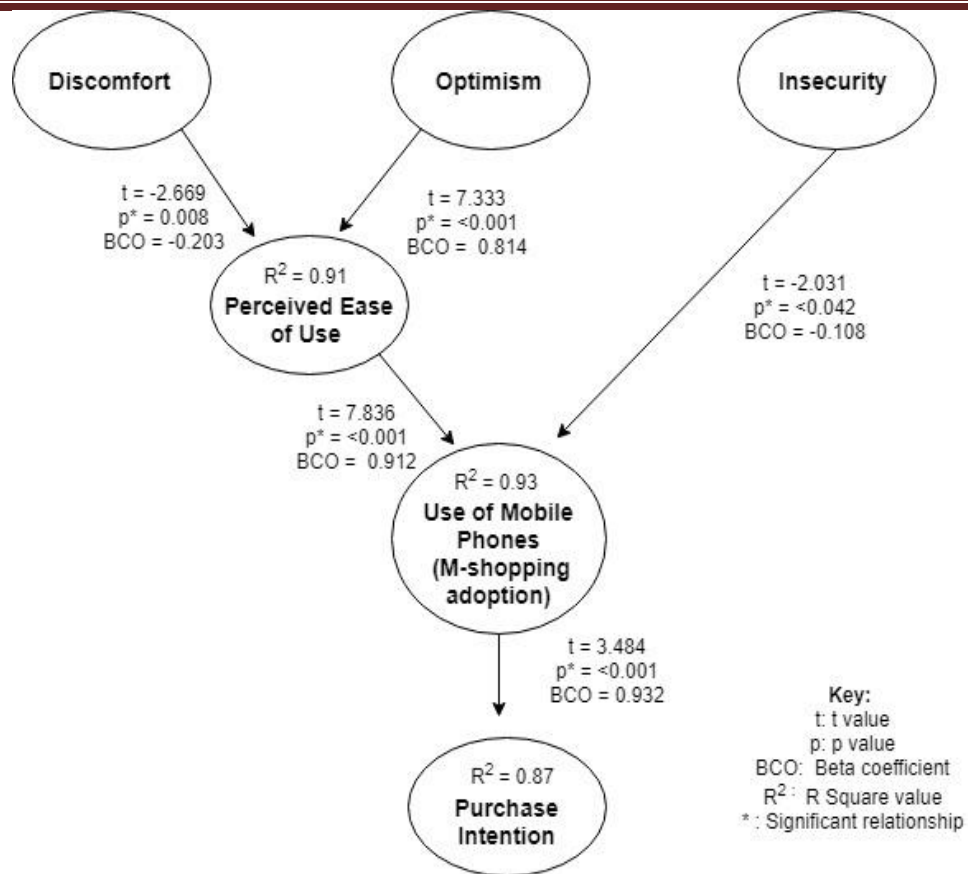 Discomfort
Optimism
Insecurity
t = -2.669
p* = 0.008
BCO = -0.203
t = 7.333
p* = <0.001
BCO = 0.814
R² = 0.91
Perceived Ease
of Use
t = -2.031
p* = <0.042
BCO = -0.108
t = 7.836
p* = <0.001
BCO = 0.912
R² = 0.93
Use of Mobile
Phones
(M-shopping
adoption)
t = 3.484
p* = <0.001
BCO = 0.932
R² = 0.87
Purchase
Intention
Key:
t: t value
p: p value
BCO: Beta coefficient
R² : R Square value
* : Significant relationship